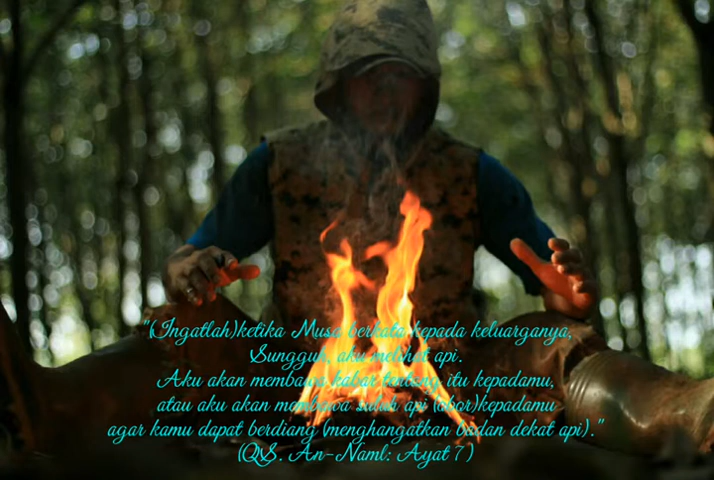 "(Ingatlah)ketika Musa berkata kepada keluarganya,
Sungguh, aku melihat api.
Aku akan membawa kabar tentang itu kepadamu,
atau aku akan membawa suluh api (obor)kepadamu
agar kamu dapat berdiang (menghangatkan badan dekat api)."
(QS. An-Naml: Ayat 7)